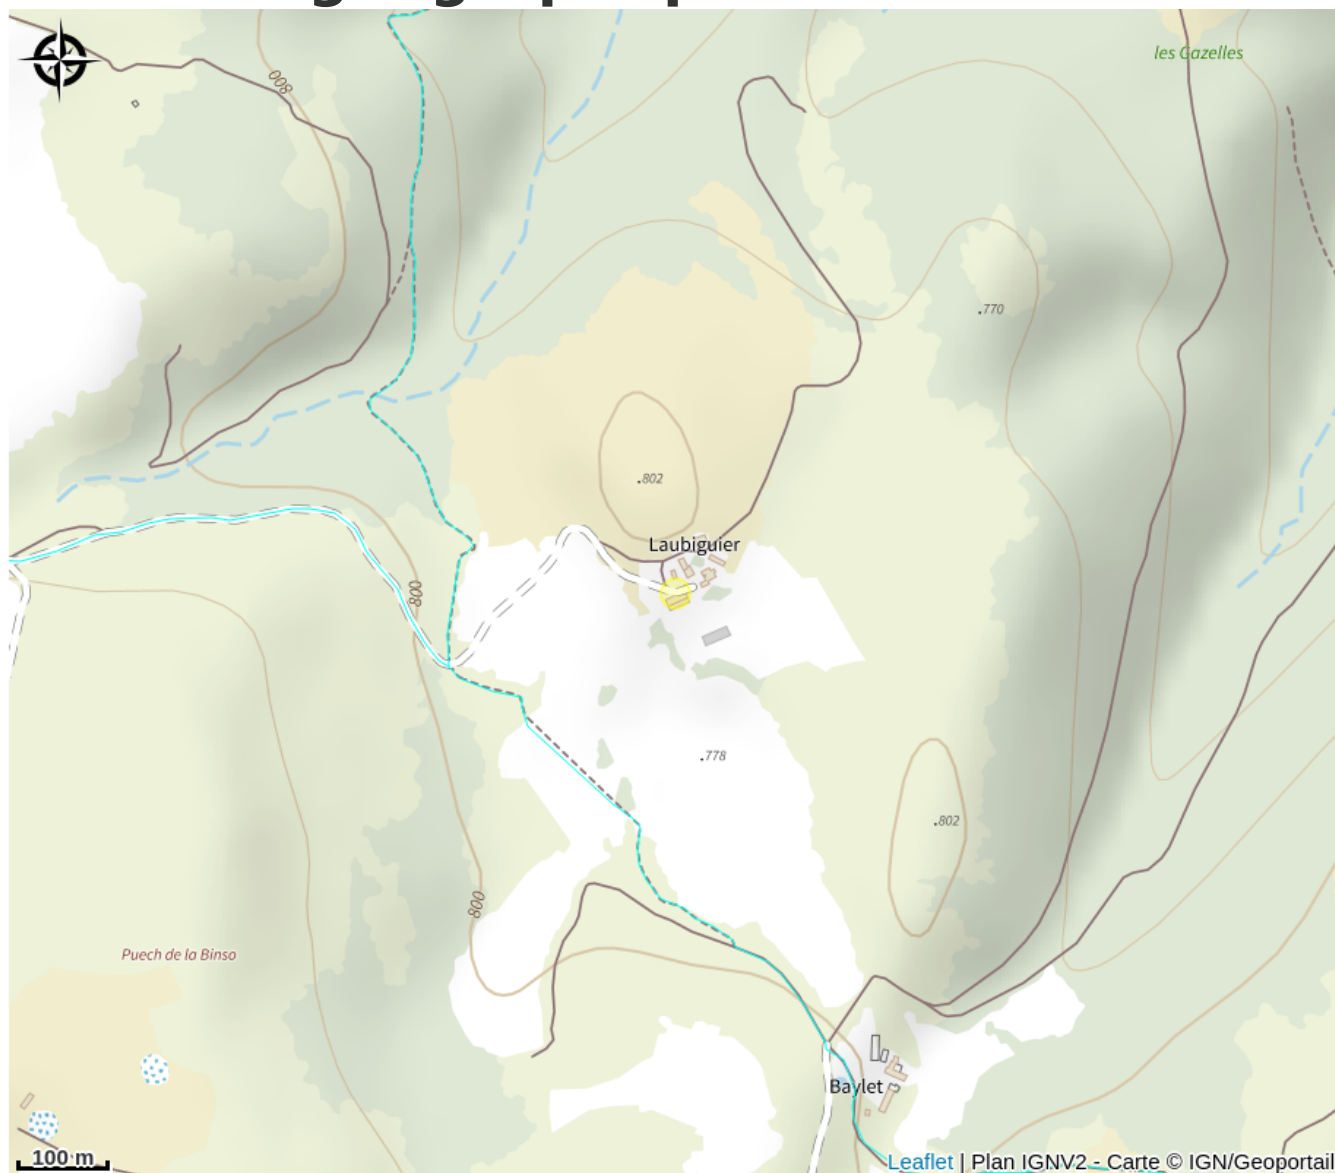 les Gazelles
800
.770
.802
Laubiguier
800
.778
.802
800
Puech de la Binso
Baylet
100 m
Leaflet | Plan IGNV2 - Carte © IGN/Geoportail